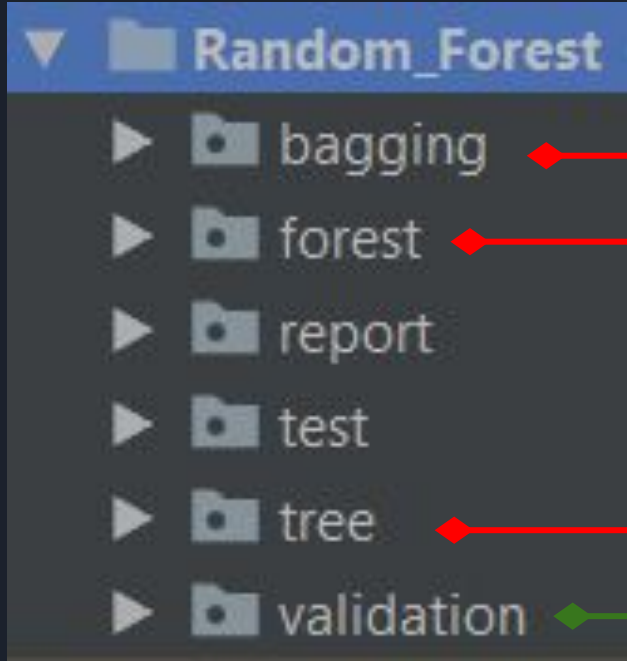 Random_Forest
bagging
forest
report
test
tree
validation